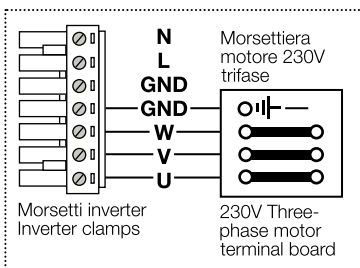 N
L
GND
GND
W
V
U
Morsettiera
motore 230V
trifase
Morsetti inverter
Inverter clamps
230V Three-
phase motor
terminal board